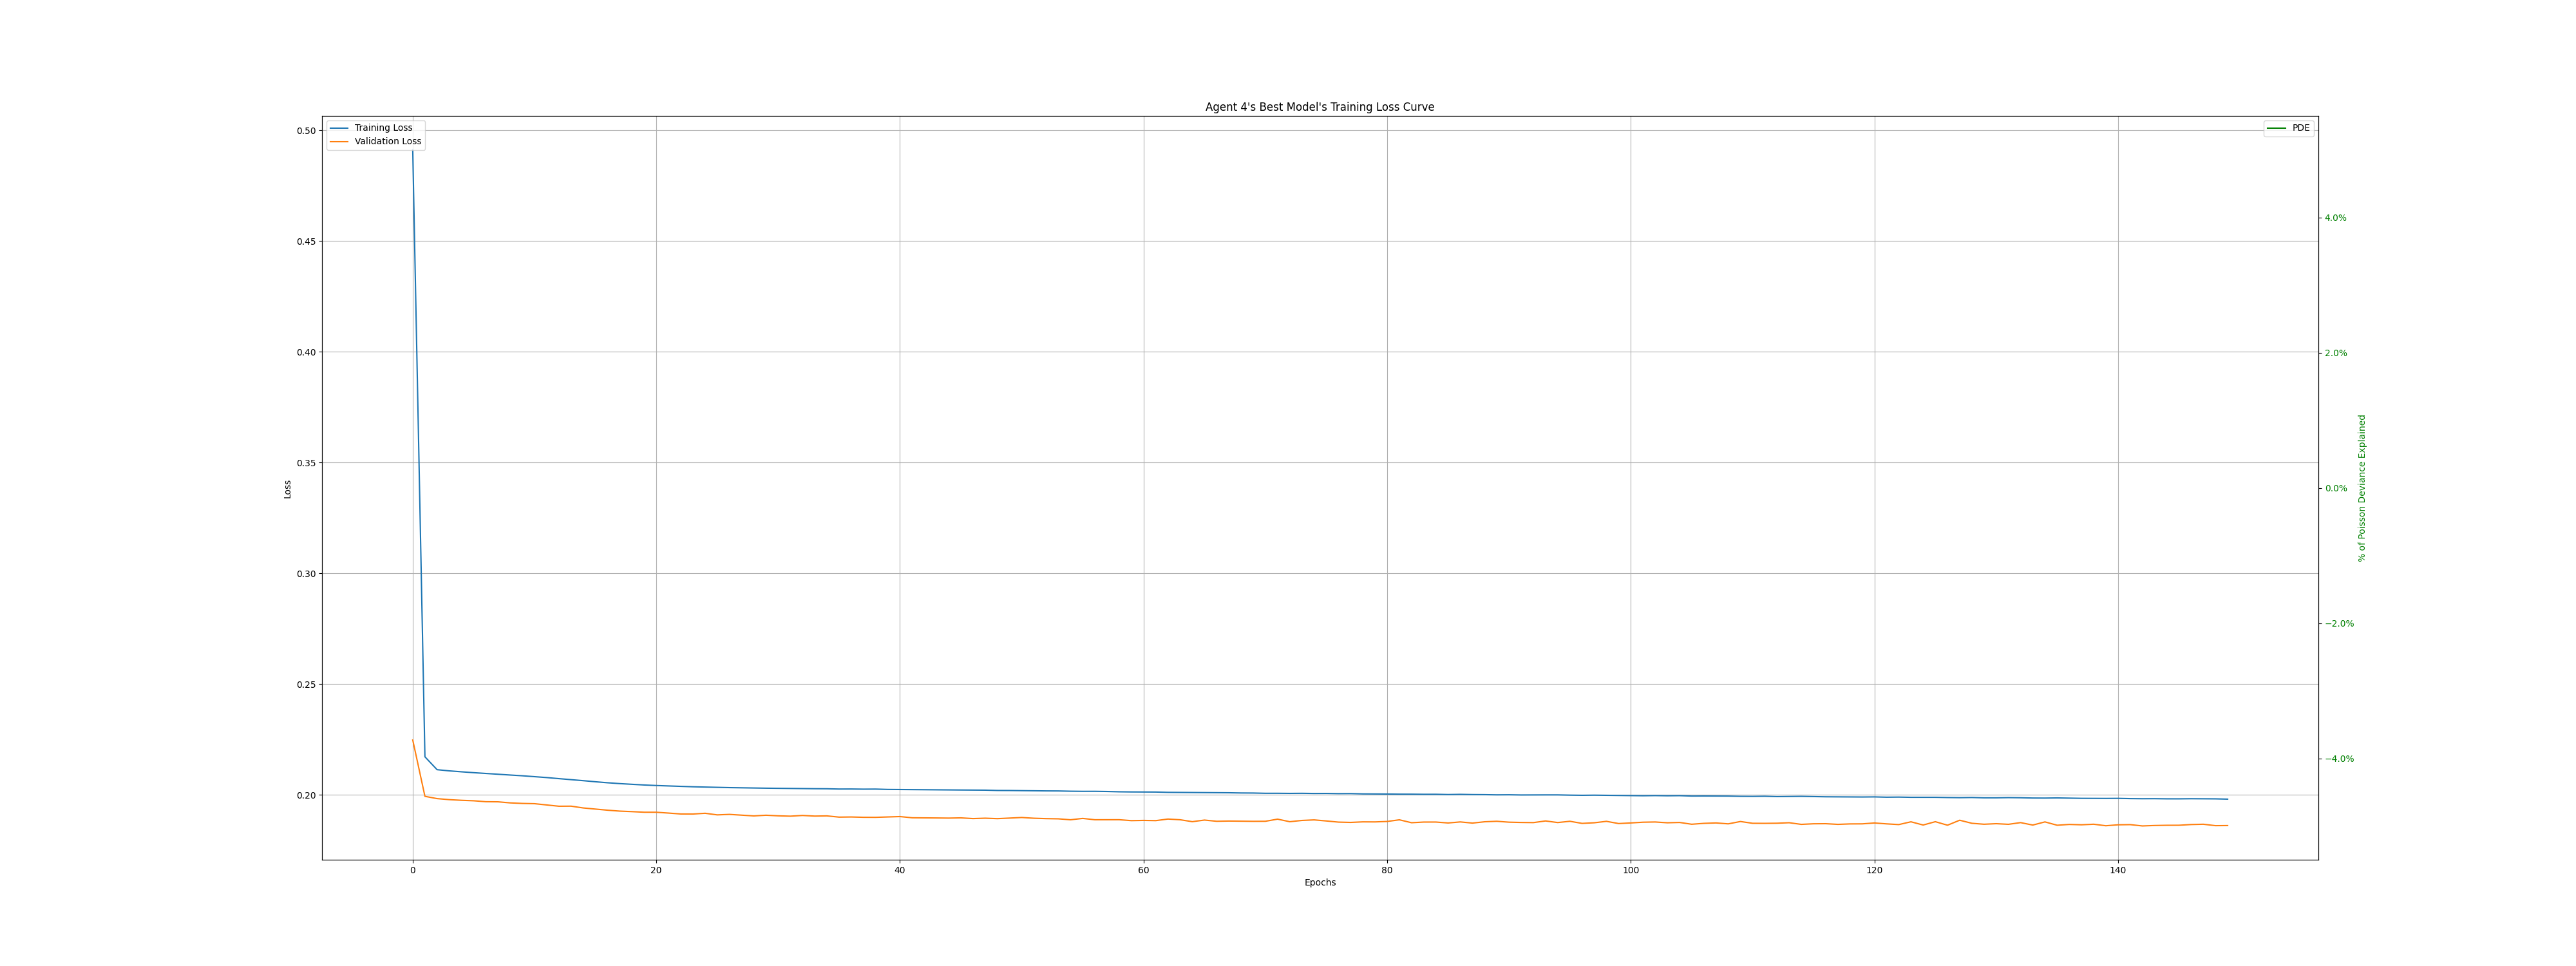 Agent 4's Best Model's Training Loss Curve
Training Loss
Validation Loss
PDE
0.50
0.45
0.40
0.35
0.30
0.25
0.20
Loss
4.0%
2.0%
0.0%
−2.0%
−4.0%
% of Poisson Deviance Explained
0 20 40 60 80 100 120 140
Epochs